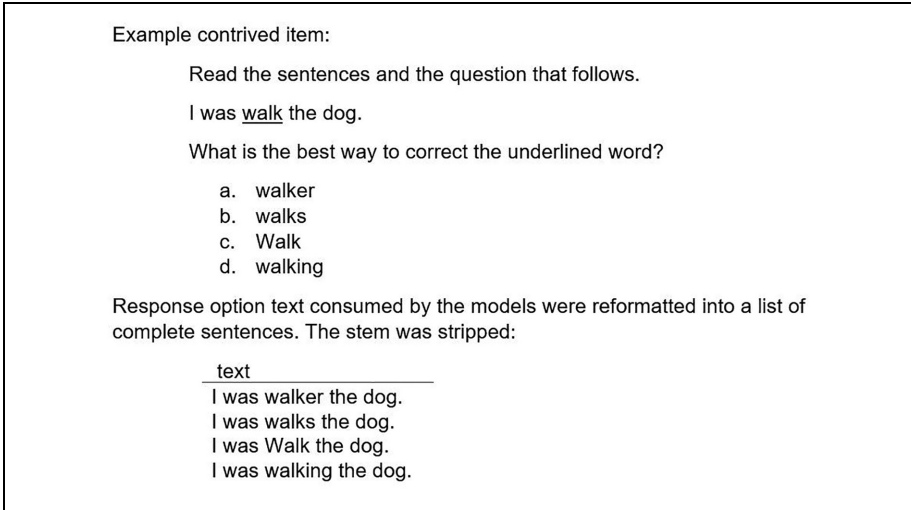 Example contrived item:
Read the sentences and the question that follows.
I was walk the dog.
What is the best way to correct the underlined word?
a. walker
b. walks
c. Walk
d. walking
Response option text consumed by the models were reformatted into a list of
complete sentences. The stem was stripped:
text
I was walker the dog.
I was walks the dog.
I was Walk the dog.
I was walking the dog.